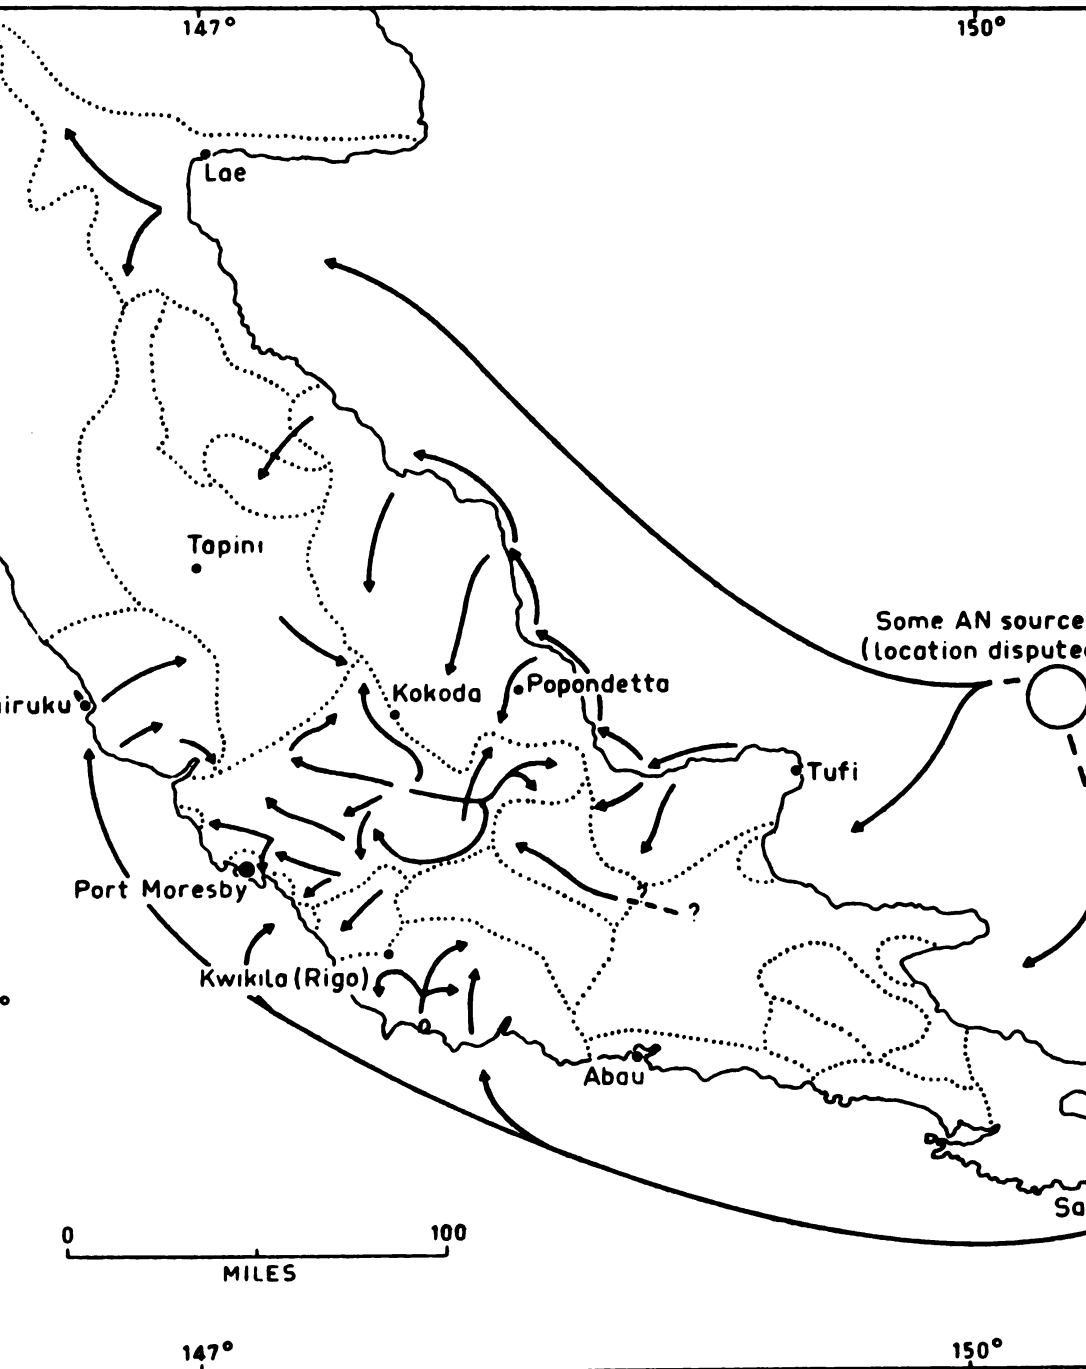 147° 150°
Lae
Tapini
Some AN source
(location dispute
Kokoda
Popondetta
iruku
Tufi
Port Moresby
?
?
Kwikila (Rigo)
°
Abau
Sa
0 100
MILES
147° 150°